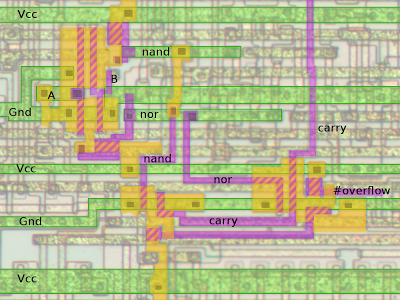 Vcc
nand
B
A
Gnd
nor
carry
nand
Vcc
nor
#overflow
Gnd
carry
Vcc